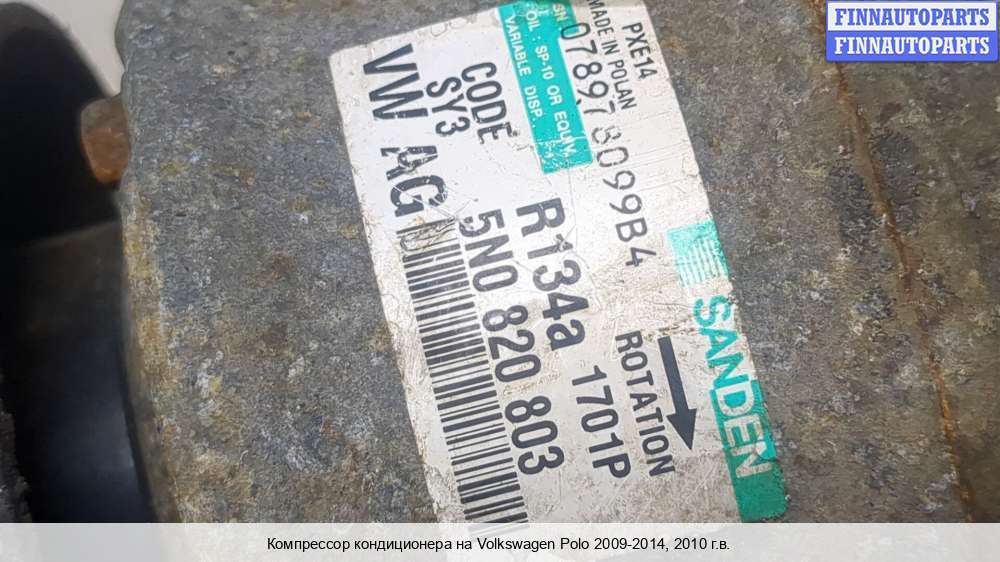 FINNAUTOPARTS
FINNAUTOPARTS
SANDEN
ROTATION
PXE14
MADE IN POLAN
SN 07897 8099B4
R134a 1701P
OIL : SP-10 OR EQUIV.
VARIABLE DISP.
CODE
SY3
5N0 820 803
VW AG
Компрессор кондиционера на Volkswagen Polo 2009-2014, 2010 г.в.